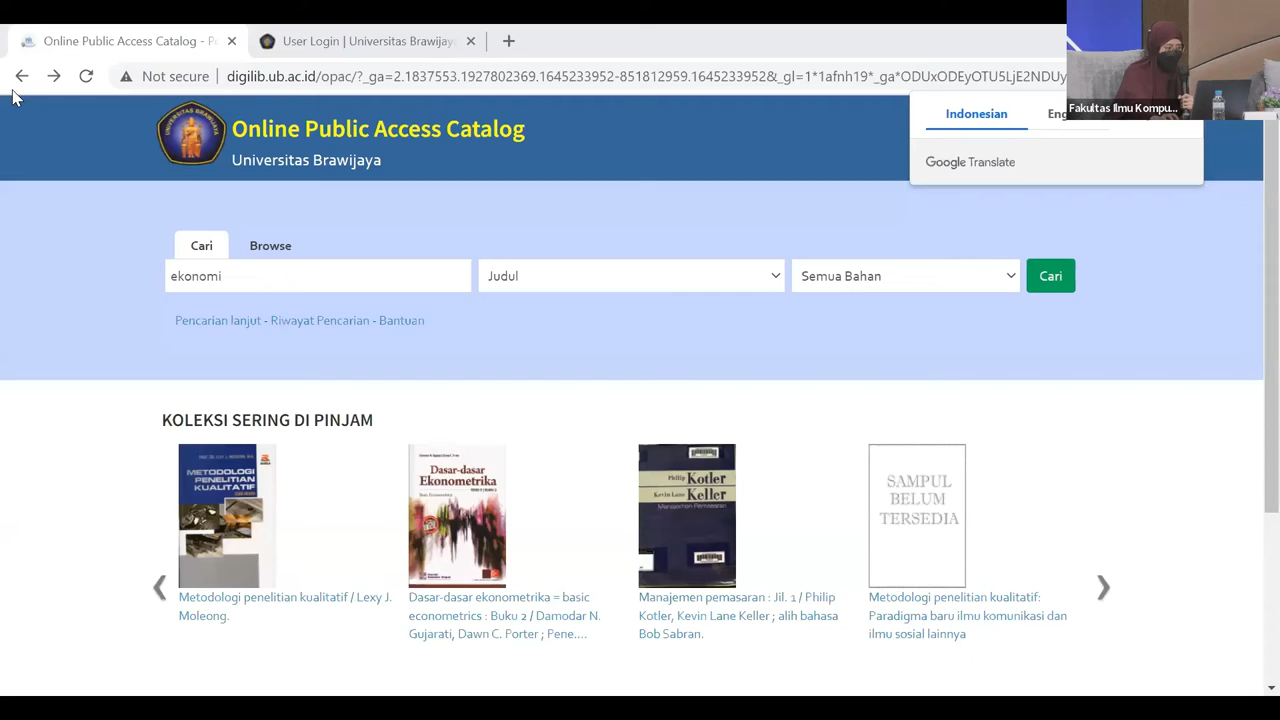 Online Public Access Catalog - P
User Login | Universitas Brawijaya
Not secure
digilib.ub.ac.id/opac/?_ga=2.1837553.1927802369.1645233952-851812959.1645233952&_gl=1*1afnh19*_ga*ODUxODEyOTU5LjE2NDUy
Fakultas Ilmu Kompu...
Online Public Access Catalog
Universitas Brawijaya
Indonesian
Eng
Google Translate
Cari
Browse
ekonomi
Judul
Semua Bahan
Cari
Pencarian lanjut - Riwayat Pencarian - Bantuan
KOLEKSI SERING DI PINJAM
METODOLOGI
PENELITIAN
KUALITATIF
Dasar-dasar
Ekonometrika
Philip Kotler
Kevin Lane Keller
Manajemen Pemasaran
SAMPUL
BELUM
TERSEDIA
Metodologi penelitian kualitatif / Lexy J.
Moleong.
Dasar-dasar ekonometrika = basic
econometrics : Buku 2 / Damodar N.
Gujarati, Dawn C. Porter ; Pene....
Manajemen pemasaran : Jil. 1 / Philip
Kotler, Kevin Lane Keller ; alih bahasa
Bob Sabran.
Metodologi penelitian kualitatif:
Paradigma baru ilmu komunikasi dan
ilmu sosial lainnya